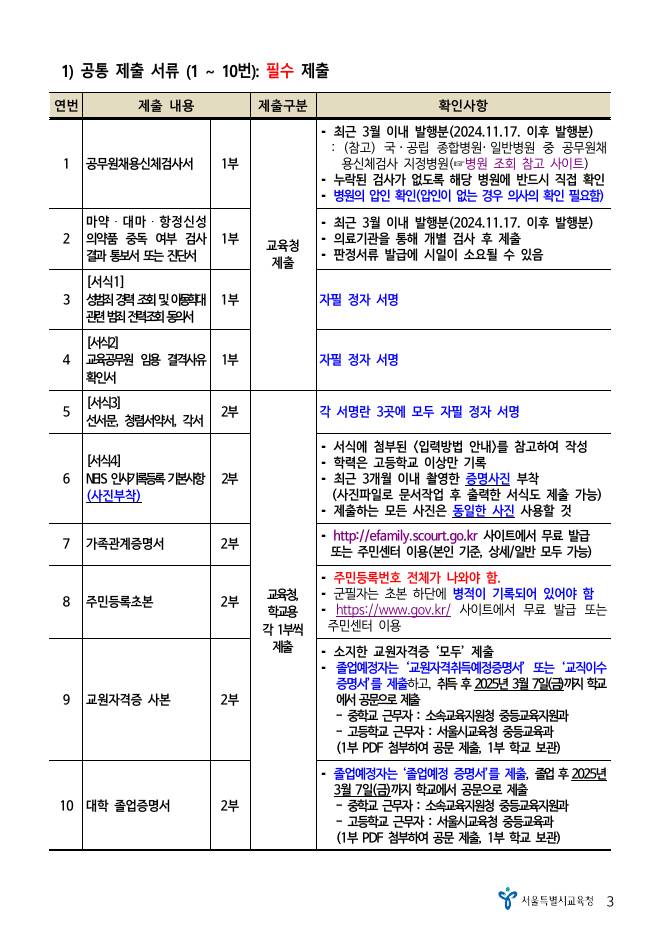 1) 공통 제출 서류 (1 ~ 10번): 필수 제출
연번 제출 내용 제출구분 확인사항
1 공무원채용신체검사서 1부
- 최근 3월 이내 발행분(2024.11.17. 이후 발행분)
: (참고) 국·공립 종합병원·일반병원 중 공무원채
용신체검사 지정병원(☞병원 조회 참고 사이트)
- 누락된 검사가 없도록 해당 병원에 반드시 직접 확인
- 병원의 압인 확인(압인이 없는 경우 의사의 확인 필요함)
교육청
제출
2 마약ㆍ대마ㆍ항정신성
의약품 중독 여부 검사
결과 통보서 또는 진단서
1부
- 최근 3월 이내 발행분(2024.11.17. 이후 발행분)
- 의료기관을 통해 개별 검사 후 제출
- 판정서류 발급에 시일이 소요될 수 있음
3 [서식1]
성범죄 경력 조회 및 아동학대
관련 범죄 전력조회 동의서
1부
자필 정자 서명
4 [서식2]
교육공무원 임용 결격사유
확인서
1부
자필 정자 서명
5 [서식3]
선서문, 청렴서약서, 각서
2부
각 서명란 3곳에 모두 자필 정자 서명
교육청,
학교용
각 1부씩
제출
6 [서식4]
NEIS 인사기록등록 기본사항
(사진부착)
2부
- 서식에 첨부된 <입력방법 안내>를 참고하여 작성
- 학력은 고등학교 이상만 기록
- 최근 3개월 이내 촬영한 증명사진 부착
(사진파일로 문서작업 후 출력한 서식도 제출 가능)
- 제출하는 모든 사진은 동일한 사진 사용할 것
7 가족관계증명서 2부
- http://efamily.scourt.go.kr 사이트에서 무료 발급
또는 주민센터 이용(본인 기준, 상세/일반 모두 가능)
8 주민등록초본 2부
- 주민등록번호 전체가 나와야 함.
- 군필자는 초본 하단에 병적이 기록되어 있어야 함
- https://www.gov.kr/ 사이트에서 무료 발급 또는
주민센터 이용
9 교원자격증 사본 2부
- 소지한 교원자격증 ‘모두’ 제출
- 졸업예정자는 ‘교원자격취득예정증명서’ 또는 ‘교직이수
증명서’를 제출하고, 취득 후 2025년 3월 7일(금)까지 학교
에서 공문으로 제출
- 중학교 근무자 : 소속교육지원청 중등교육지원과
- 고등학교 근무자 : 서울시교육청 중등교육과
(1부 PDF 첨부하여 공문 제출, 1부 학교 보관)
10 대학 졸업증명서 2부
- 졸업예정자는 ‘졸업예정 증명서’를 제출, 졸업 후 2025년
3월 7일(금)까지 학교에서 공문으로 제출
- 중학교 근무자 : 소속교육지원청 중등교육지원과
- 고등학교 근무자 : 서울시교육청 중등교육과
(1부 PDF 첨부하여 공문 제출, 1부 학교 보관)
서울특별시교육청 3